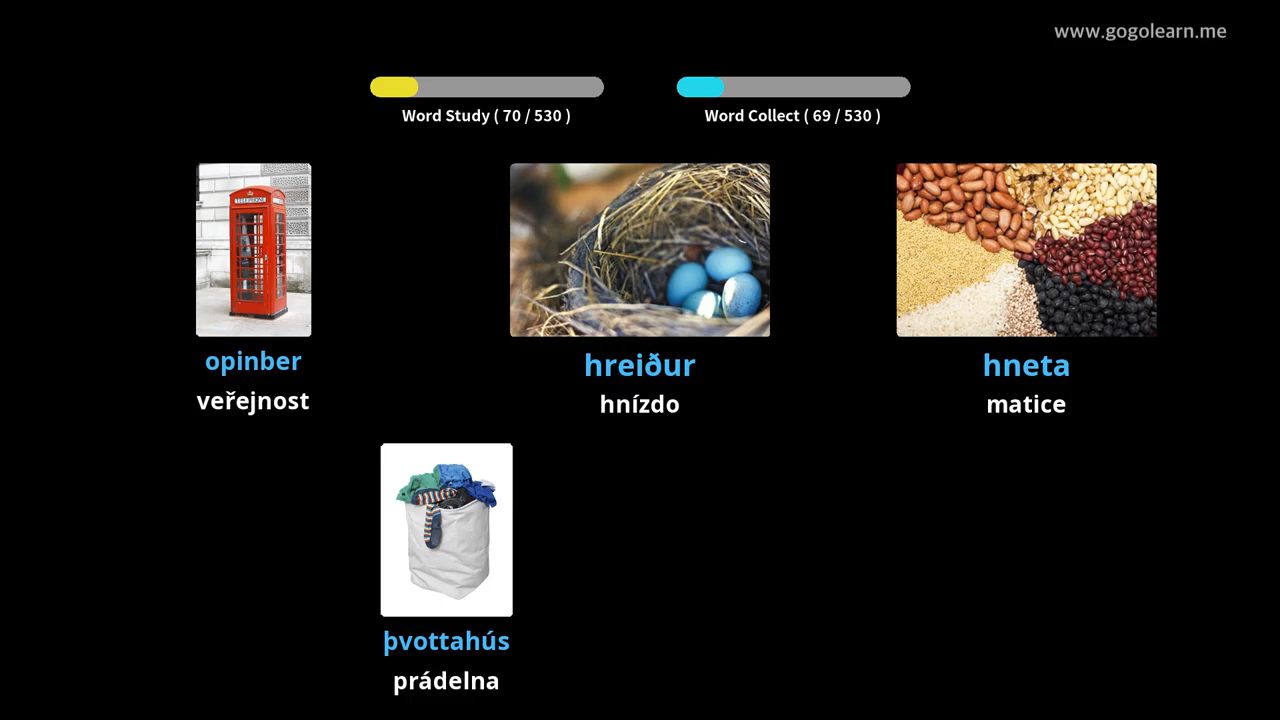 www.gogolearn.me
Word Study ( 70 / 530 )
Word Collect ( 69 / 530 )
TELEPHONE
opinber
veřejnost
hreiður
hnízdo
hneta
matice
þvottahús
prádelna